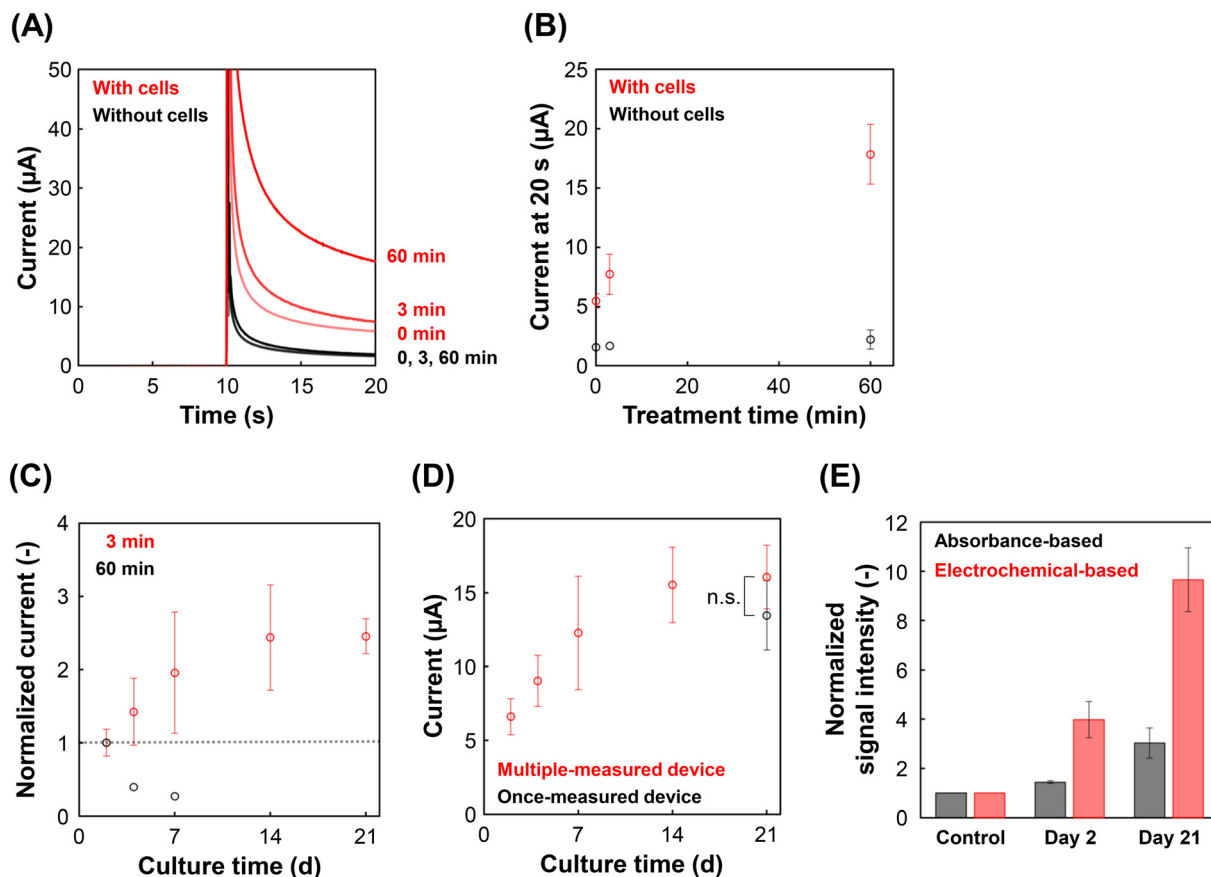 (A)
Current (µA)
50
40
30
20
10
0
With cells
Without cells
60 min
3 min
0 min
0, 3, 60 min
0
5
10
15
20
Time (s)
(B)
Current at 20 s (µA)
25
20
15
10
5
0
With cells
Without cells
0
20
40
60
Treatment time (min)
(C)
Normalized current (-)
4
3
2
1
0
3 min
60 min
0
7
14
21
Culture time (d)
(D)
Current (µA)
20
15
10
5
0
n.s.
Multiple-measured device
Once-measured device
0
7
14
21
Culture time (d)
(E)
Normalized
signal intensity (-)
12
10
8
6
4
2
0
Absorbance-based
Electrochemical-based
Control
Day 2
Day 21